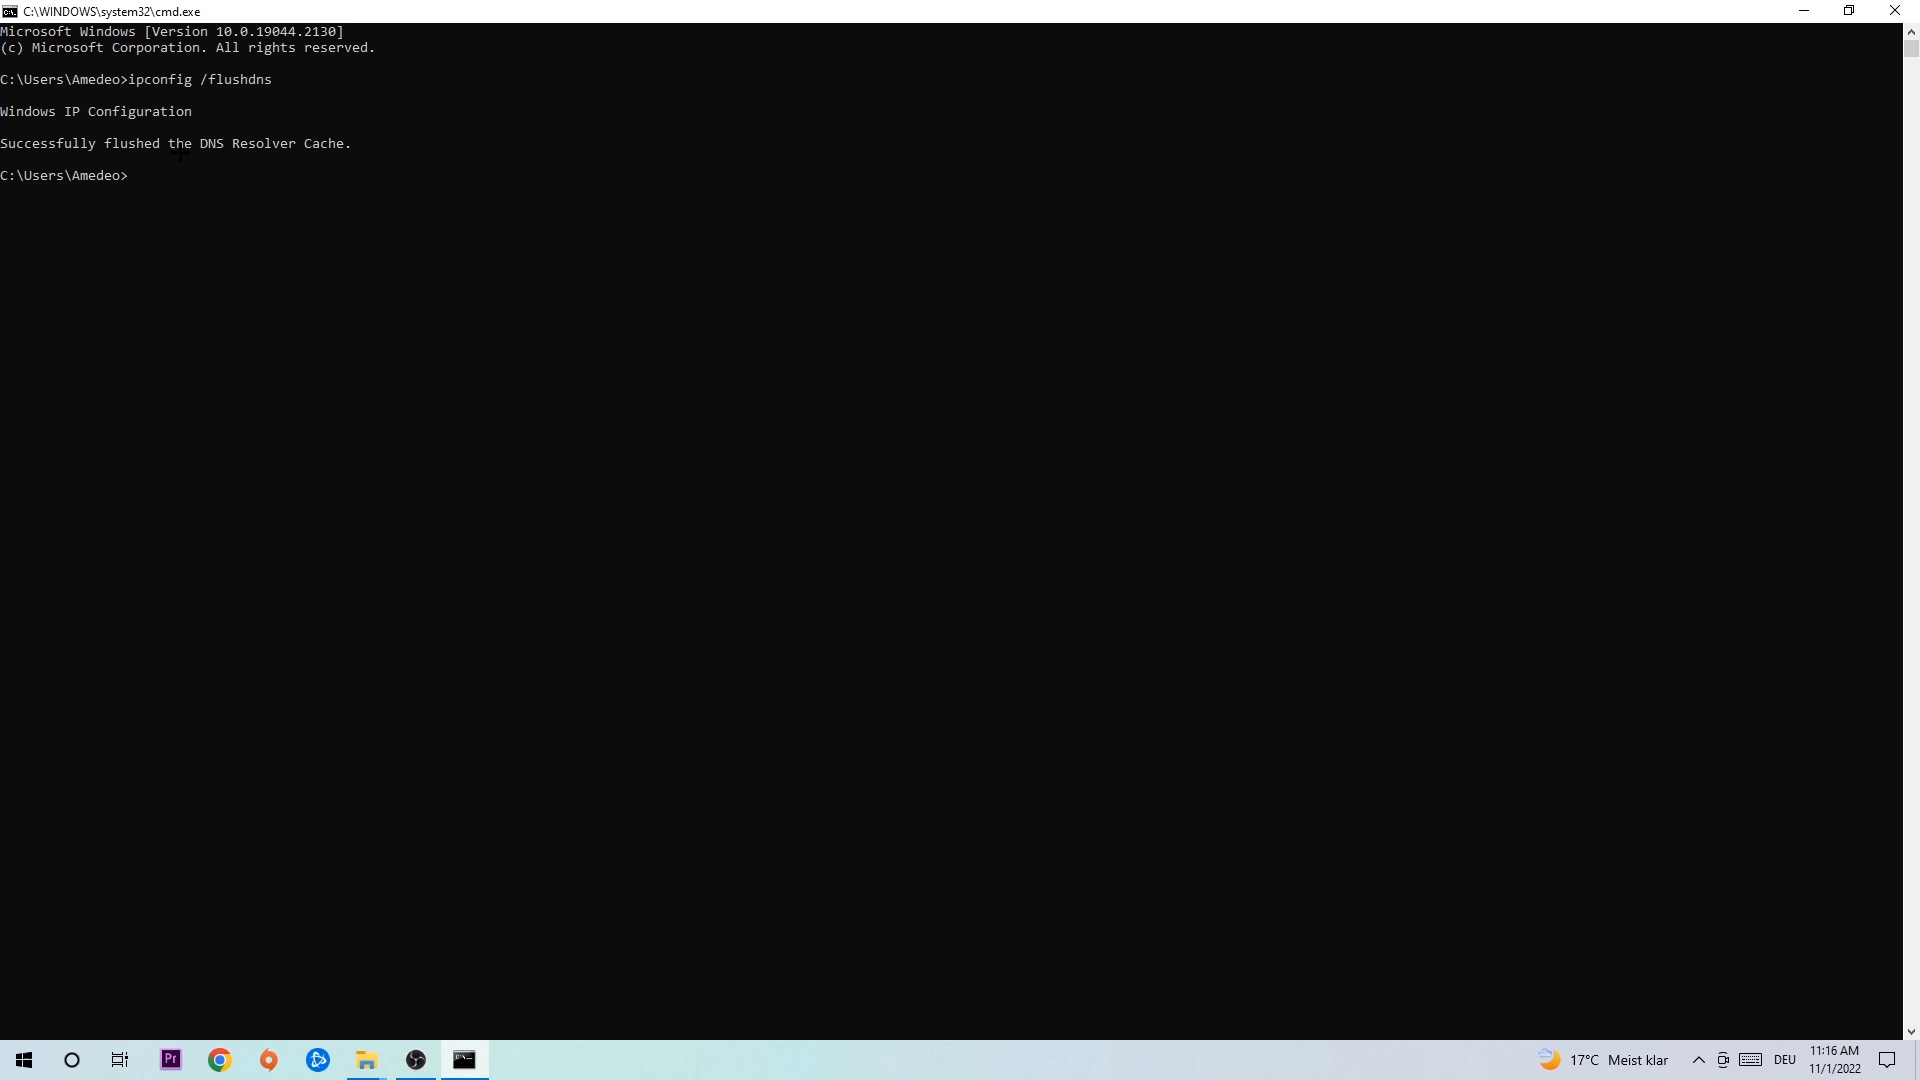 C:\WINDOWS\system32\cmd.exe
Microsoft Windows [Version 10.0.19044.2130]
(c) Microsoft Corporation. All rights reserved.
C:\Users\Amedeo>ipconfig /flushdns
Windows IP Configuration
Successfully flushed the DNS Resolver Cache.
C:\Users\Amedeo>
Pr
17°C Meist klar
DEU
11:16 AM
11/1/2022